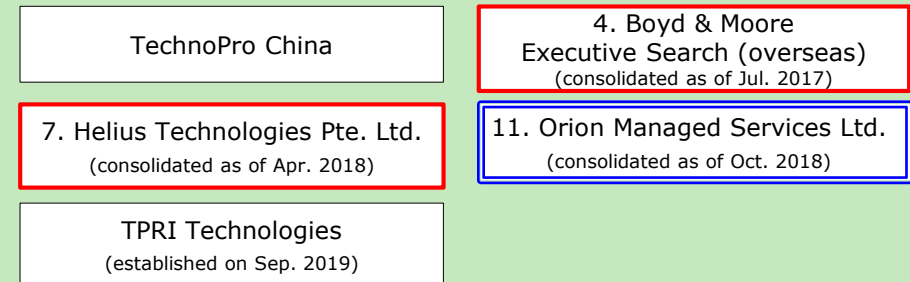 TechnoPro China
4. Boyd & Moore
Executive Search (overseas)
(consolidated as of Jul. 2017)
7. Helius Technologies Pte. Ltd.
(consolidated as of Apr. 2018)
11. Orion Managed Services Ltd.
(consolidated as of Oct. 2018)
TPRI Technologies
(established on Sep. 2019)